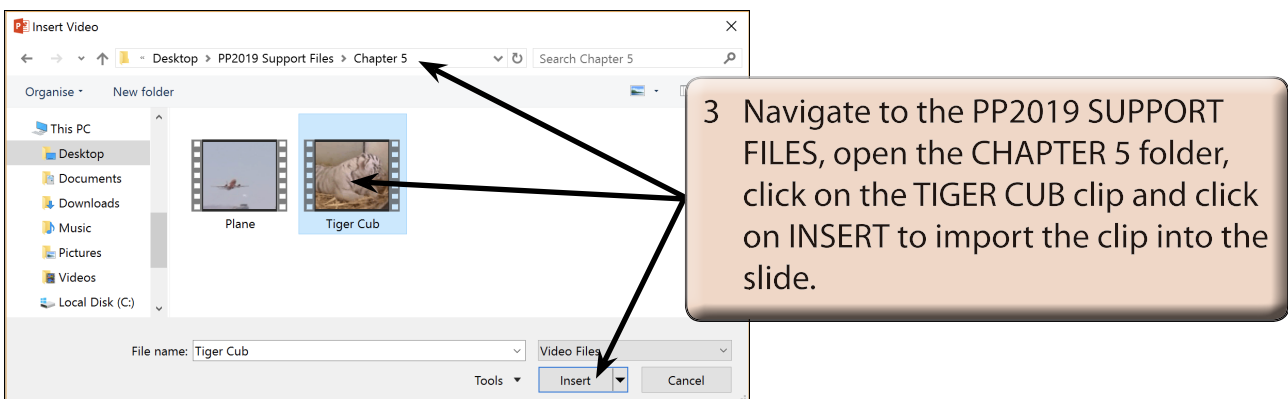 Insert Video
« Desktop > PP2019 Support Files > Chapter 5
Search Chapter 5
Organise
New folder
This PC
Desktop
Documents
Downloads
Music
Pictures
Videos
Local Disk (C:)
Plane
Tiger Cub
File name: Tiger Cub
Video Files
Tools
Insert
Cancel
3 Navigate to the PP2019 SUPPORT
FILES, open the CHAPTER 5 folder,
click on the TIGER CUB clip and click
on INSERT to import the clip into the
slide.